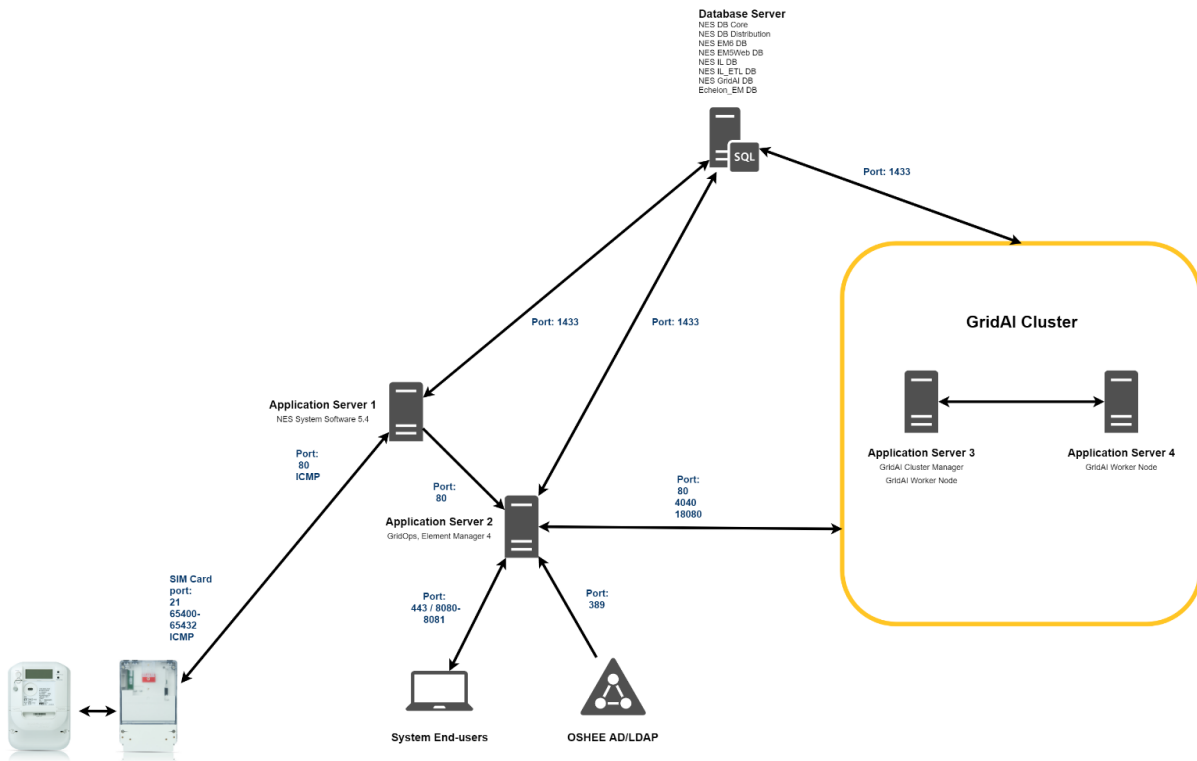 Database Server
NES DB Core
NES DB Distribution
NES EM6 DB
NES EM5Web DB
NES IL DB
NES IL_ETL DB
NES GridAI DB
Echelon_EM DB
SQL
Port: 1433
Port: 1433
Port: 1433
GridAI Cluster
Application Server 1
NES System Software 5.4
Port:
80
ICMP
Port:
80
Application Server 3
GridAI Cluster Manager
GridAI Worker Node
Application Server 4
GridAI Worker Node
Port:
80
4040
18080
Application Server 2
GridOps, Element Manager 4
SIM Card
port:
21
65400-
65432
ICMP
Port:
443 / 8080-
8081
Port:
389
System End-users
OSHEE AD/LDAP